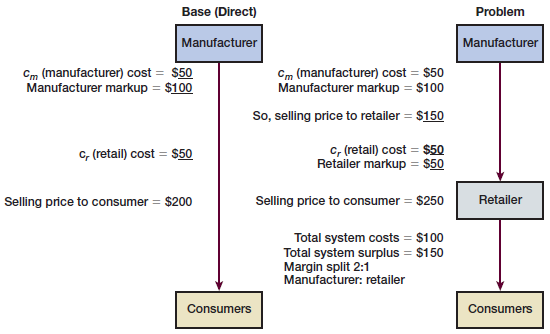 Base (Direct)
Manufacturer
cₘ (manufacturer) cost = $50
Manufacturer markup = $100
cᵣ (retail) cost = $50
Selling price to consumer = $200
Consumers
Problem
Manufacturer
cₘ (manufacturer) cost = $50
Manufacturer markup = $100
So, selling price to retailer = $150
cᵣ (retail) cost = $50
Retailer markup = $50
Selling price to consumer = $250
Retailer
Total system costs = $100
Total system surplus = $150
Margin split 2:1
Manufacturer: retailer
Consumers